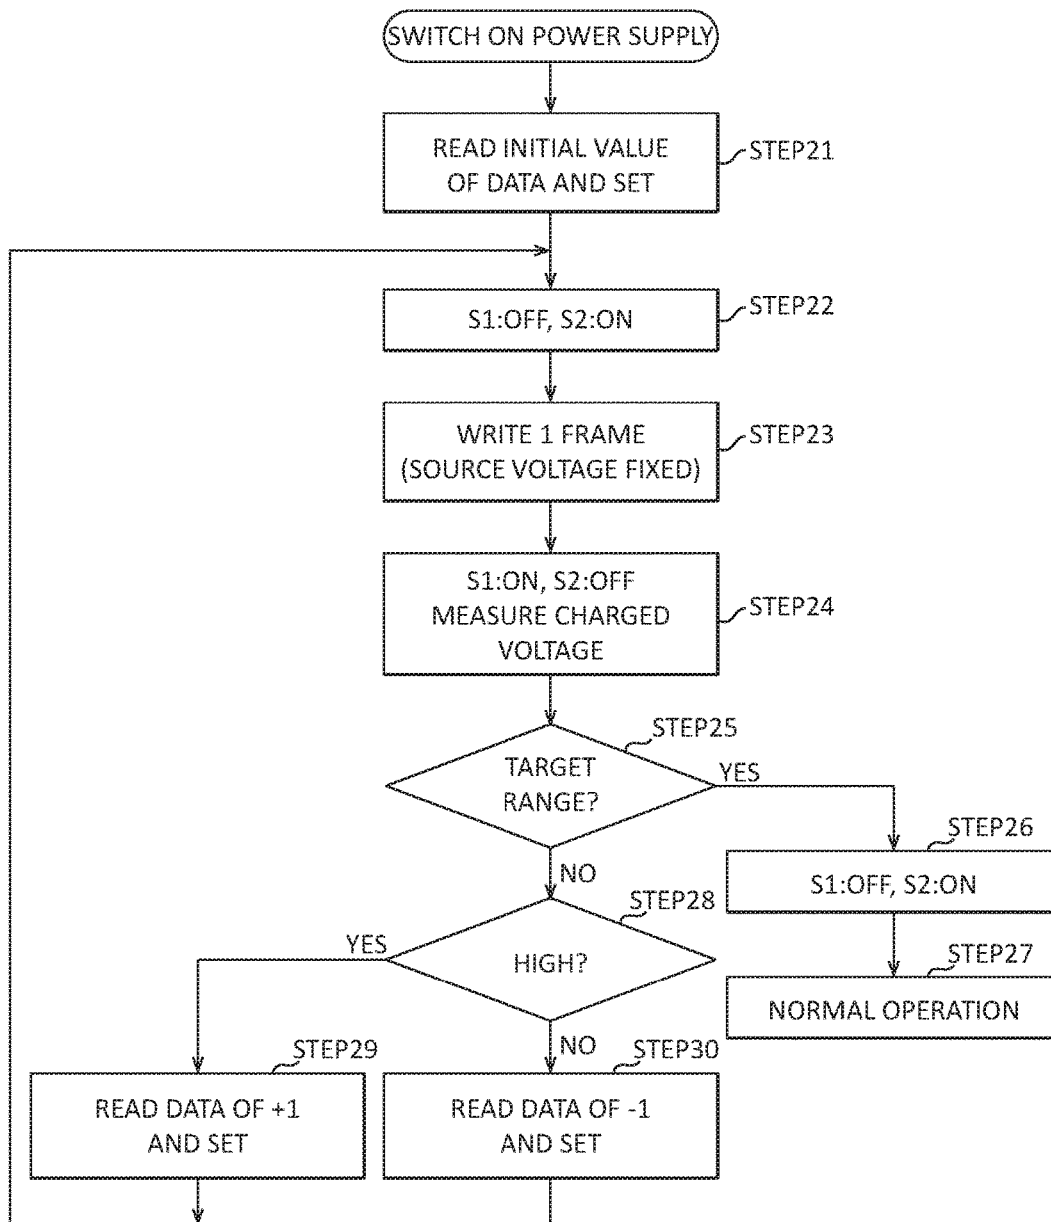 SWITCH ON POWER SUPPLY
READ INITIAL VALUE
OF DATA AND SET
STEP21
S1:OFF, S2:ON
STEP22
WRITE 1 FRAME
(SOURCE VOLTAGE FIXED)
STEP23
S1:ON, S2:OFF
MEASURE CHARGED
VOLTAGE
STEP24
STEP25
TARGET
RANGE?
YES
NO
STEP26
S1:OFF, S2:ON
STEP27
NORMAL OPERATION
STEP28
HIGH?
YES
NO
STEP29
READ DATA OF +1
AND SET
STEP30
READ DATA OF -1
AND SET